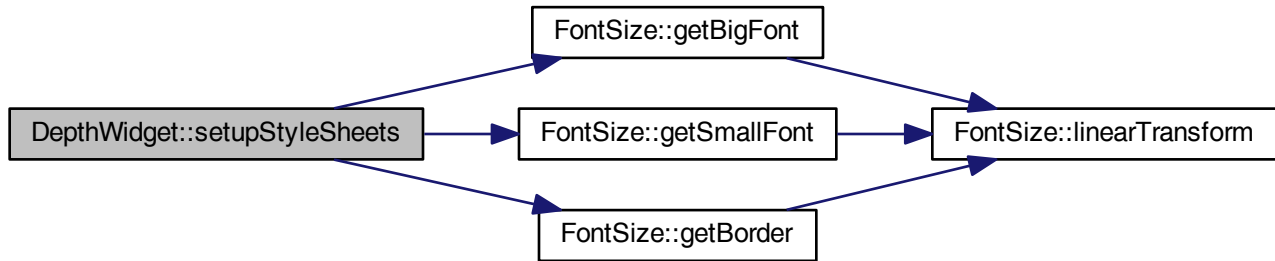 FontSize::getBigFont
DepthWidget::setupStyleSheets
FontSize::getSmallFont
FontSize::linearTransform
FontSize::getBorder